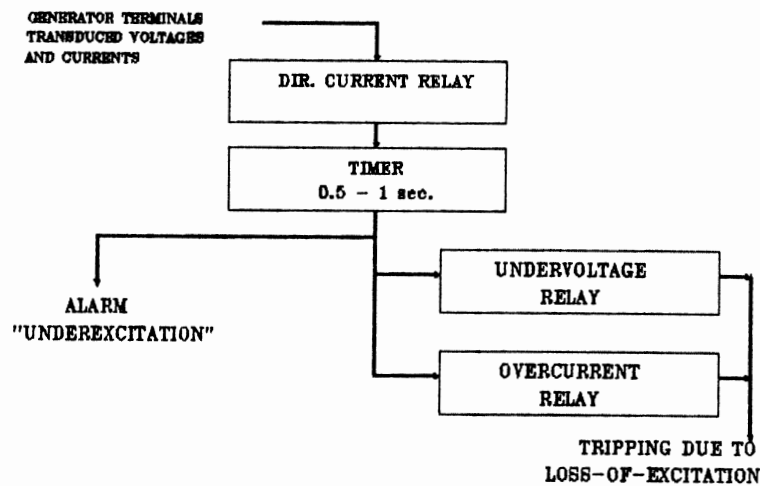 GENERATOR TERMINALS
TRANSDUCED VOLTAGES
AND CURRENTS
DIR. CURRENT RELAY
TIMER
0.5 - 1 sec.
ALARM
"UNDEREXCITATION"
UNDERVOLTAGE
RELAY
OVERCURRENT
RELAY
TRIPPING DUE TO
LOSS-OF-EXCITATION